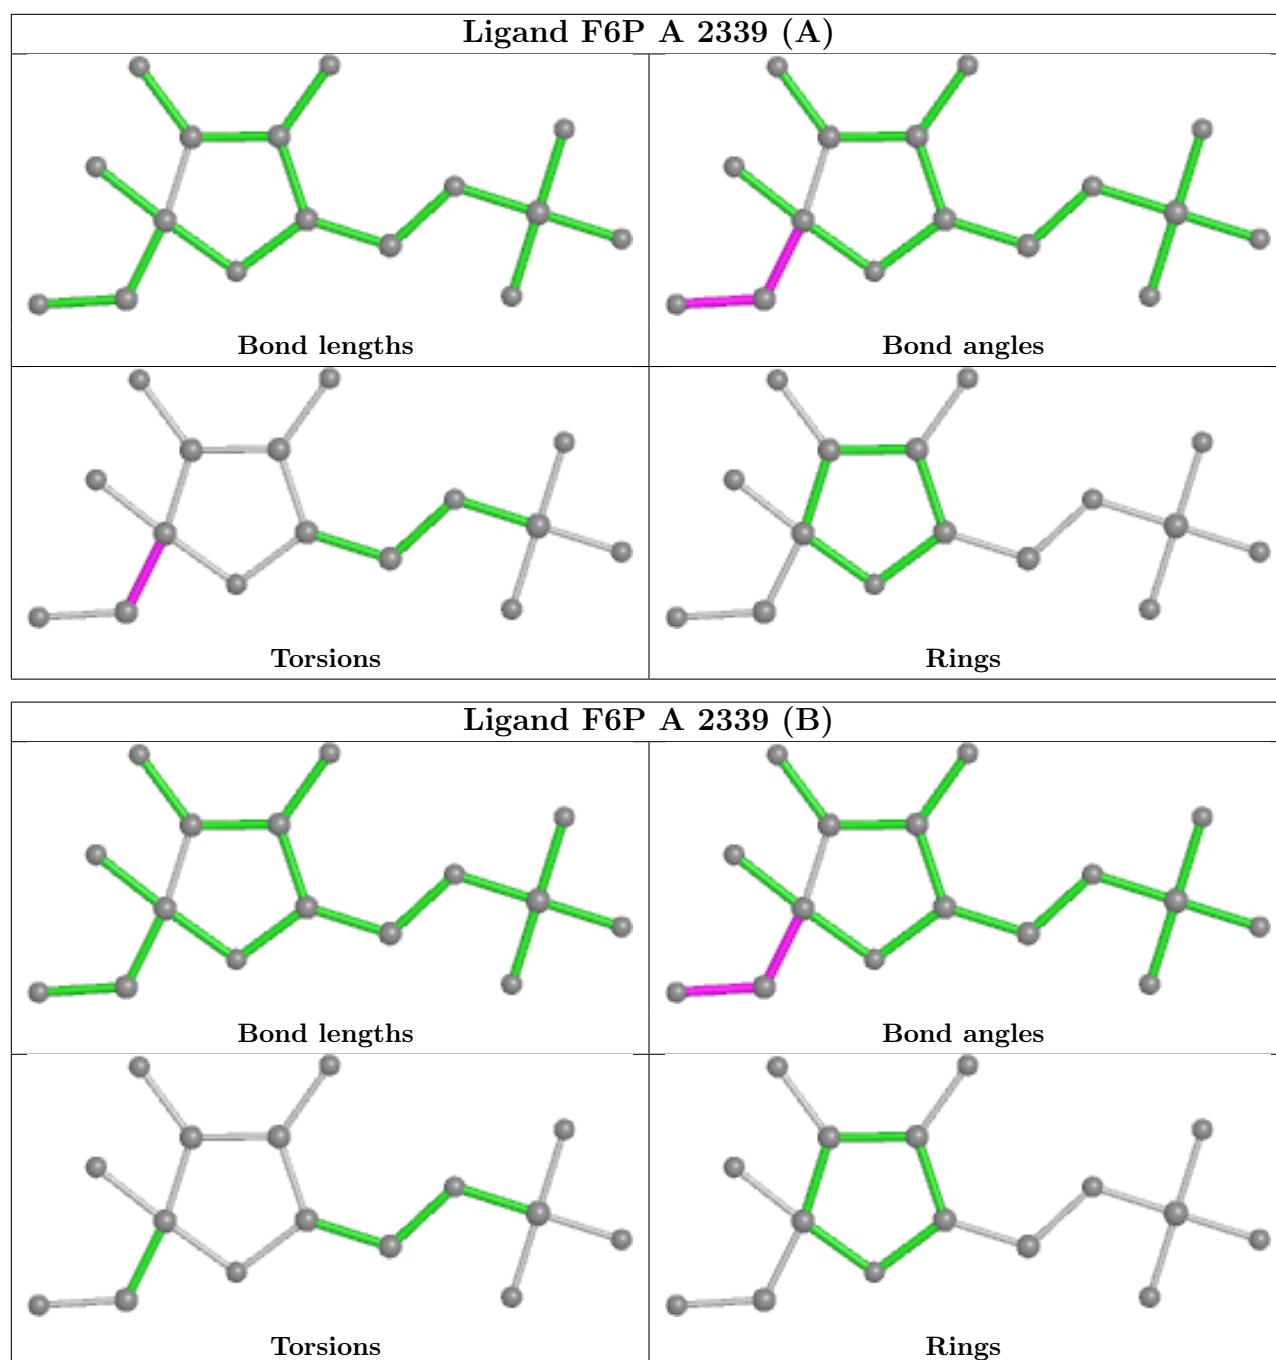 Ligand F6P A 2339 (A)
Bond lengths
Bond angles
Torsions
Rings
Ligand F6P A 2339 (B)
Bond lengths
Bond angles
Torsions
Rings